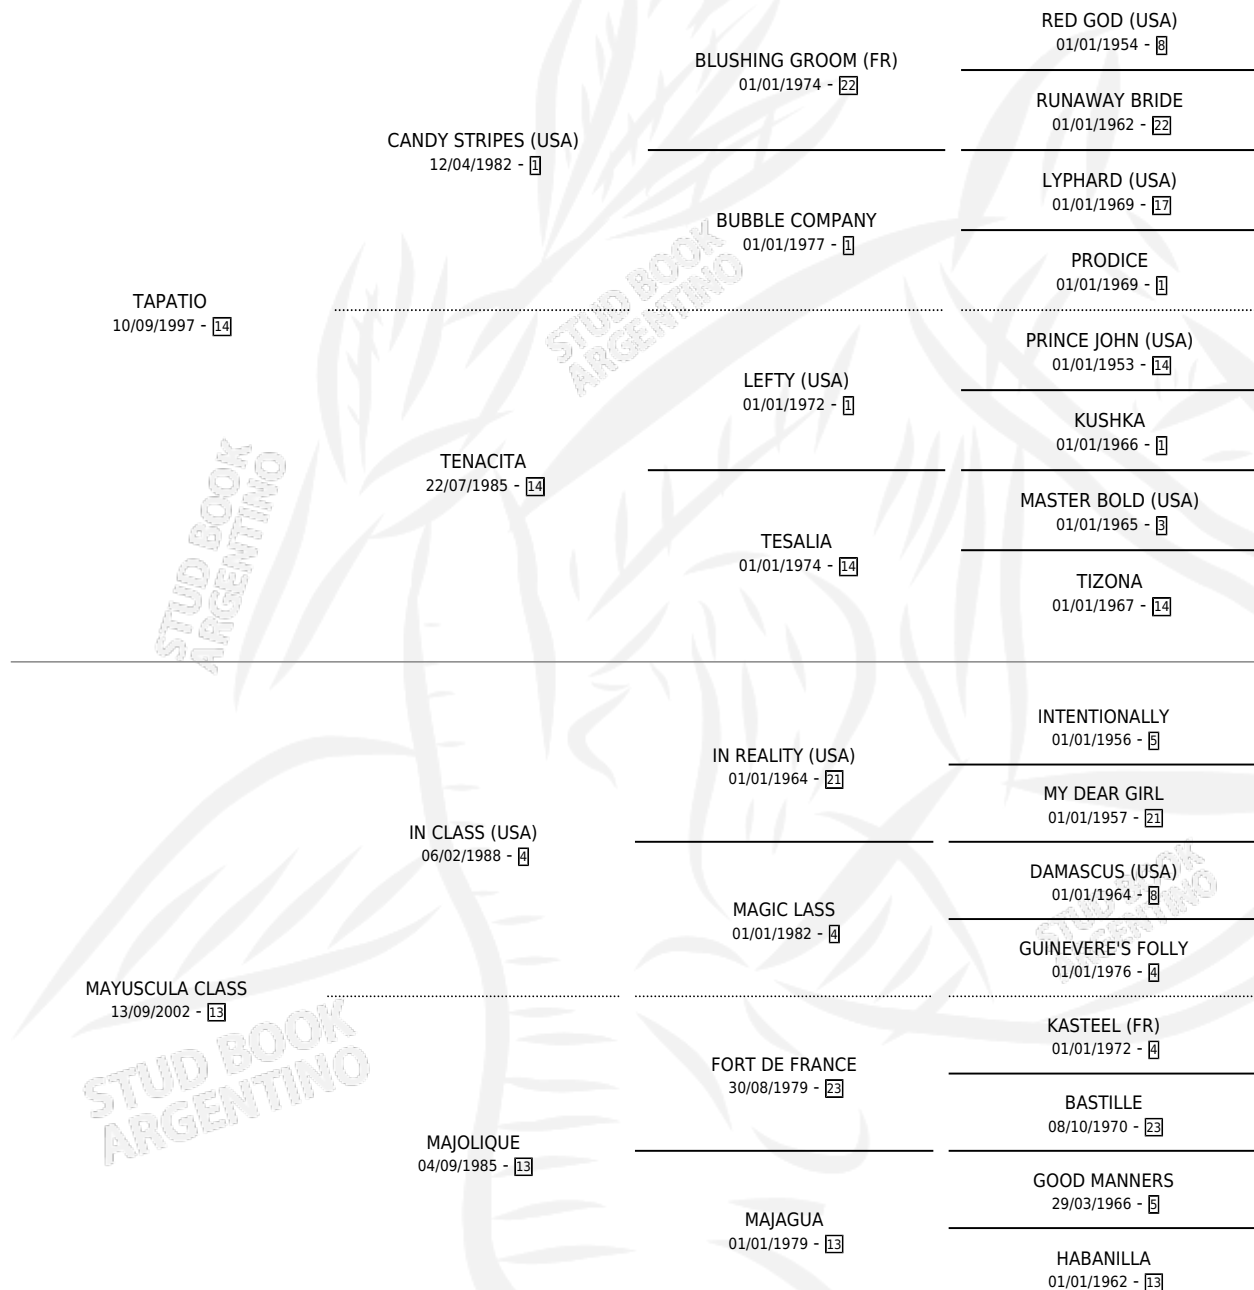 RED GOD (USA)
01/01/1954 - 8
BLUSHING GROOM (FR)
01/01/1974 - 22
RUNAWAY BRIDE
01/01/1962 - 22
CANDY STRIPES (USA)
12/04/1982 - 1
LYPHARD (USA)
01/01/1969 - 17
BUBBLE COMPANY
01/01/1977 - 1
PRODICE
01/01/1969 - 1
TAPATIO
10/09/1997 - 14
PRINCE JOHN (USA)
01/01/1953 - 14
LEFTY (USA)
01/01/1972 - 1
KUSHKA
01/01/1966 - 1
TENACITA
22/07/1985 - 14
MASTER BOLD (USA)
01/01/1965 - 3
TESALIA
01/01/1974 - 14
TIZONA
01/01/1967 - 14
INTENTIONALLY
01/01/1956 - 5
IN REALITY (USA)
01/01/1964 - 21
MY DEAR GIRL
01/01/1957 - 21
IN CLASS (USA)
06/02/1988 - 4
DAMASCUS (USA)
01/01/1964 - 8
MAGIC LASS
01/01/1982 - 4
GUINEVERE'S FOLLY
01/01/1976 - 4
MAYUSCULA CLASS
13/09/2002 - 13
KASTEEL (FR)
01/01/1972 - 4
FORT DE FRANCE
30/08/1979 - 23
BASTILLE
08/10/1970 - 23
MAJOLIQUE
04/09/1985 - 13
GOOD MANNERS
29/03/1966 - 5
MAJAGUA
01/01/1979 - 13
HABANILLA
01/01/1962 - 13
STUD BOOK
ARGENTINO
STUD BOOK
ARGENTINO
STUD BOOK
ARGENTINO
STUD BOOK
ARGENTINO